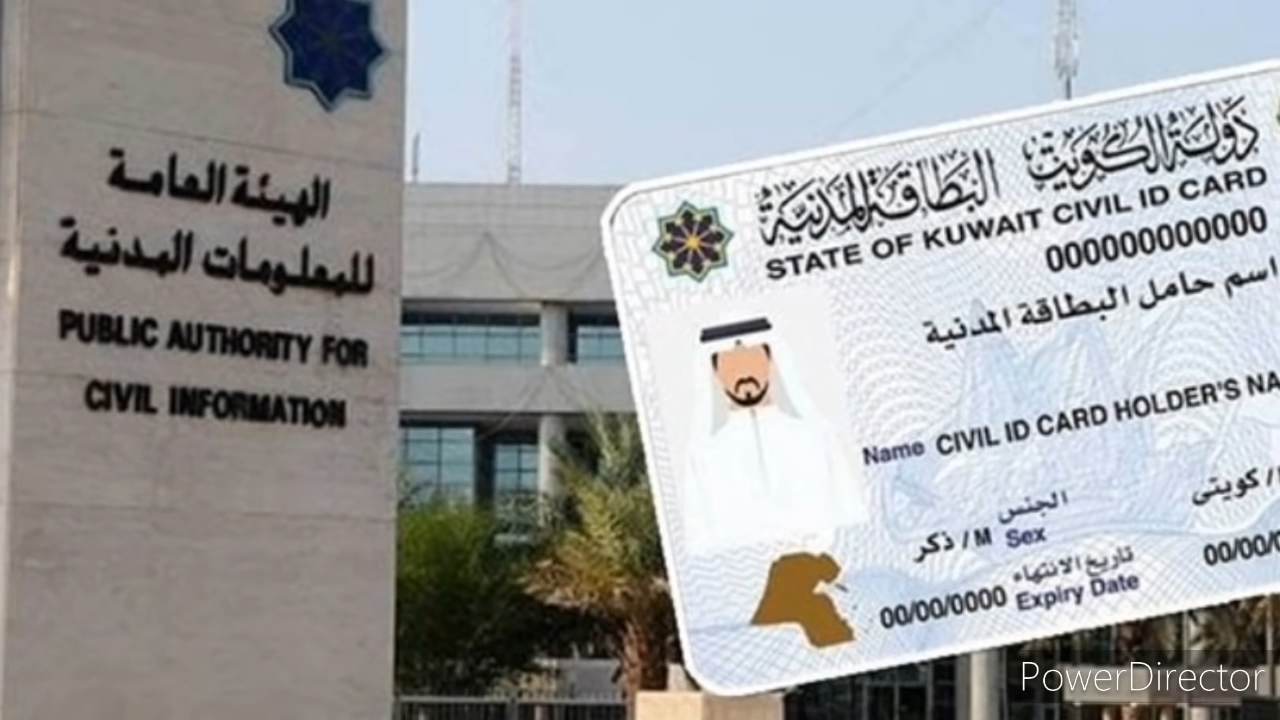 الهيئة العامة
للمعلومات المدنية
PUBLIC AUTHORITY FOR
CIVIL INFORMATION
دولة الكويت البطاقة المدنية
STATE OF KUWAIT CIVIL ID CARD
000000000000
اسم حامل البطاقة المدنية
Name CIVIL ID CARD HOLDER'S NA
كويتي /
الجنس
ذكر / M Sex
00/00/0
تاريخ الانتهاء
00/00/0000 Expiry Date
PowerDirector